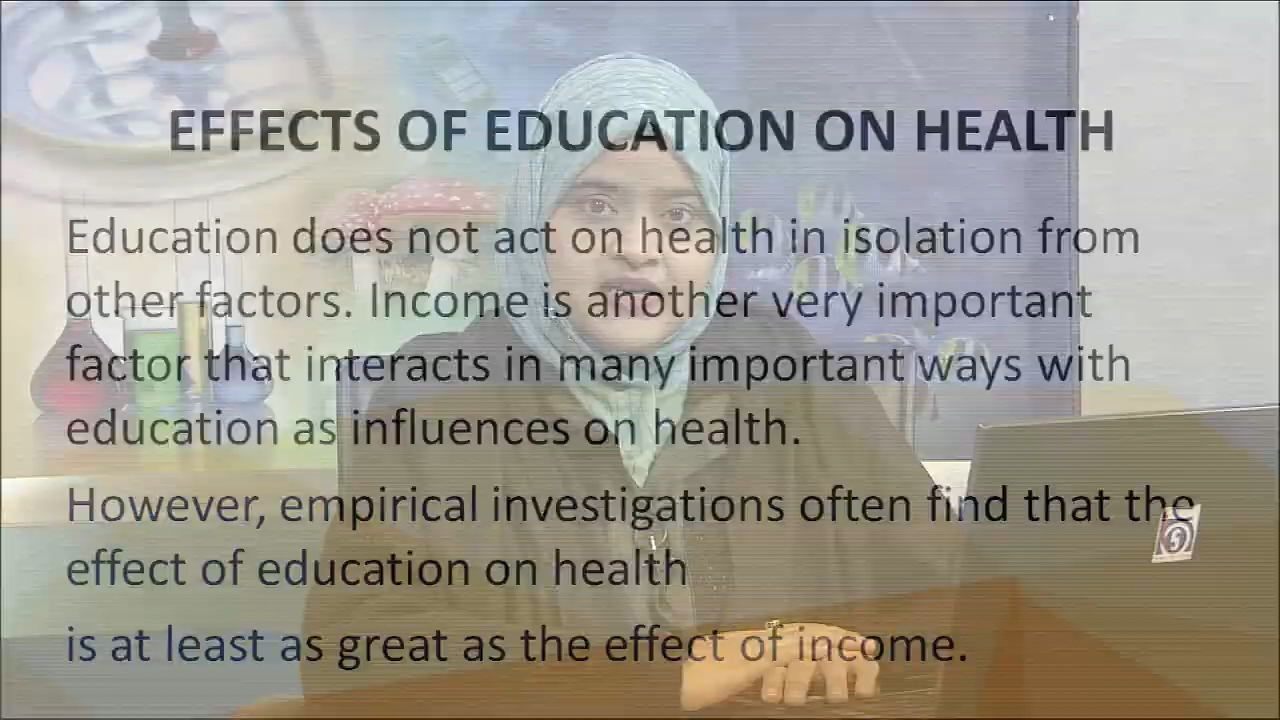 EFFECTS OF EDUCATION ON HEALTH
Education does not act on health in isolation from
other factors. Income is another very important
factor that interacts in many important ways with
education as influences on health.
However, empirical investigations often find that the
effect of education on health
is at least as great as the effect of income.